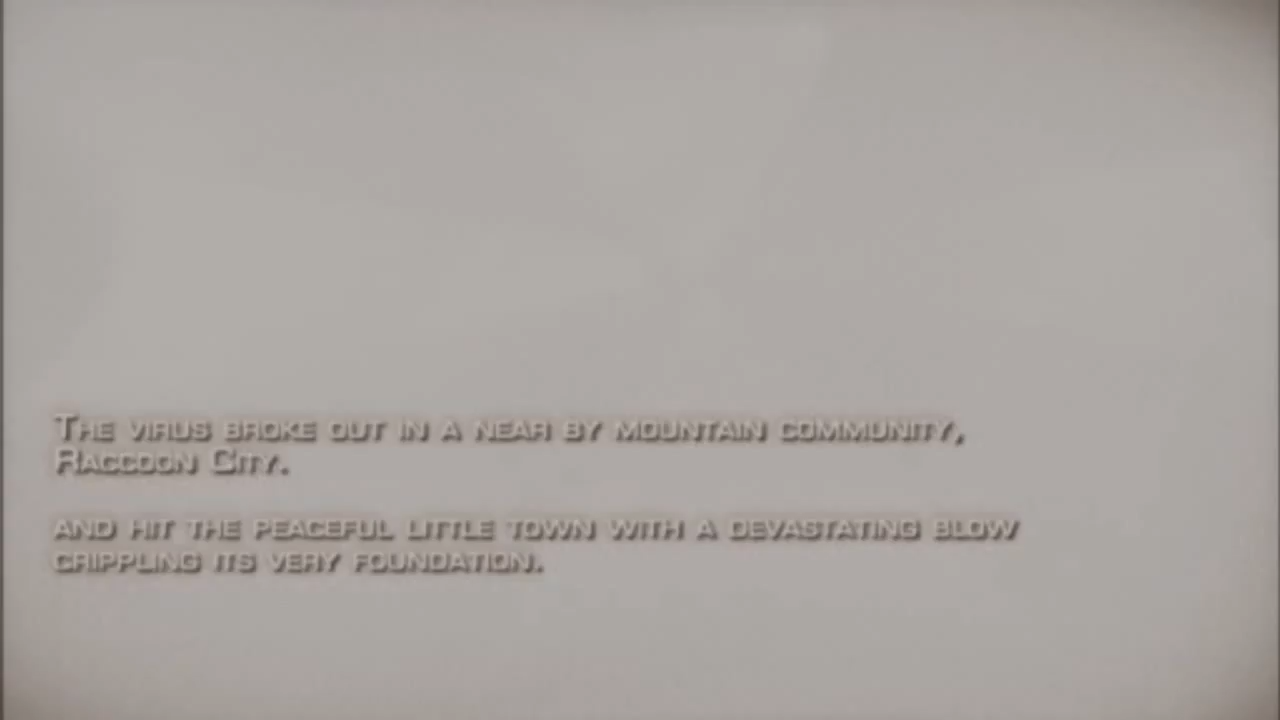 The virus broke out in a near by mountain community,
Raccoon City.
and hit the peaceful little town with a devastating blow
crippling its very foundation.